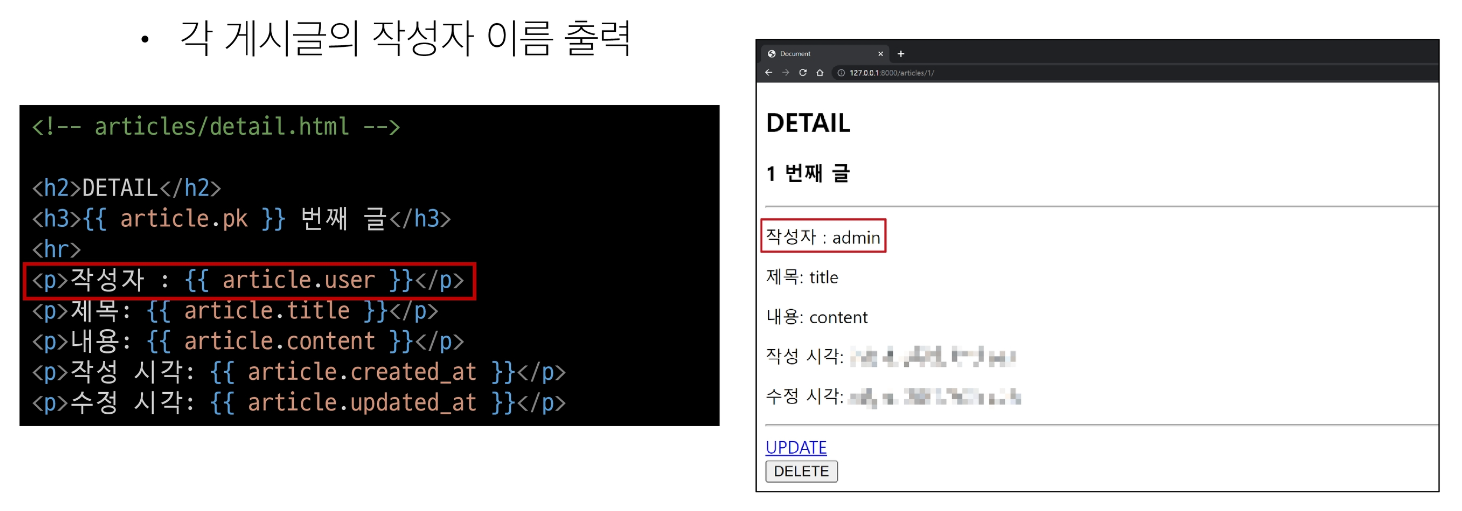 • 각 게시글의 작성자 이름 출력
<!-- articles/detail.html -->
<h2>DETAIL</h2>
<h3>{{ article.pk }} 번째 글</h3>
<hr>
<p>작성자 : {{ article.user }}</p>
<p>제목: {{ article.title }}</p>
<p>내용: {{ article.content }}</p>
<p>작성 시각: {{ article.created_at }}</p>
<p>수정 시각: {{ article.updated_at }}</p>
Document
127.0.0.1:8000/articles/1/
DETAIL
1 번째 글
작성자 : admin
제목: title
내용: content
작성 시각:
수정 시각:
UPDATE
DELETE